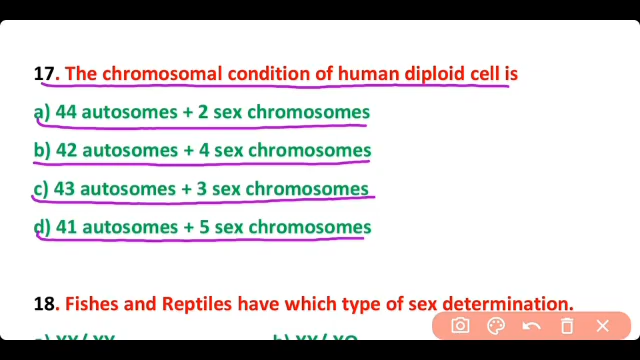 17. The chromosomal condition of human diploid cell is
a) 44 autosomes + 2 sex chromosomes
b) 42 autosomes + 4 sex chromosomes
c) 43 autosomes + 3 sex chromosomes
d) 41 autosomes + 5 sex chromosomes
18. Fishes and Reptiles have which type of sex determination.